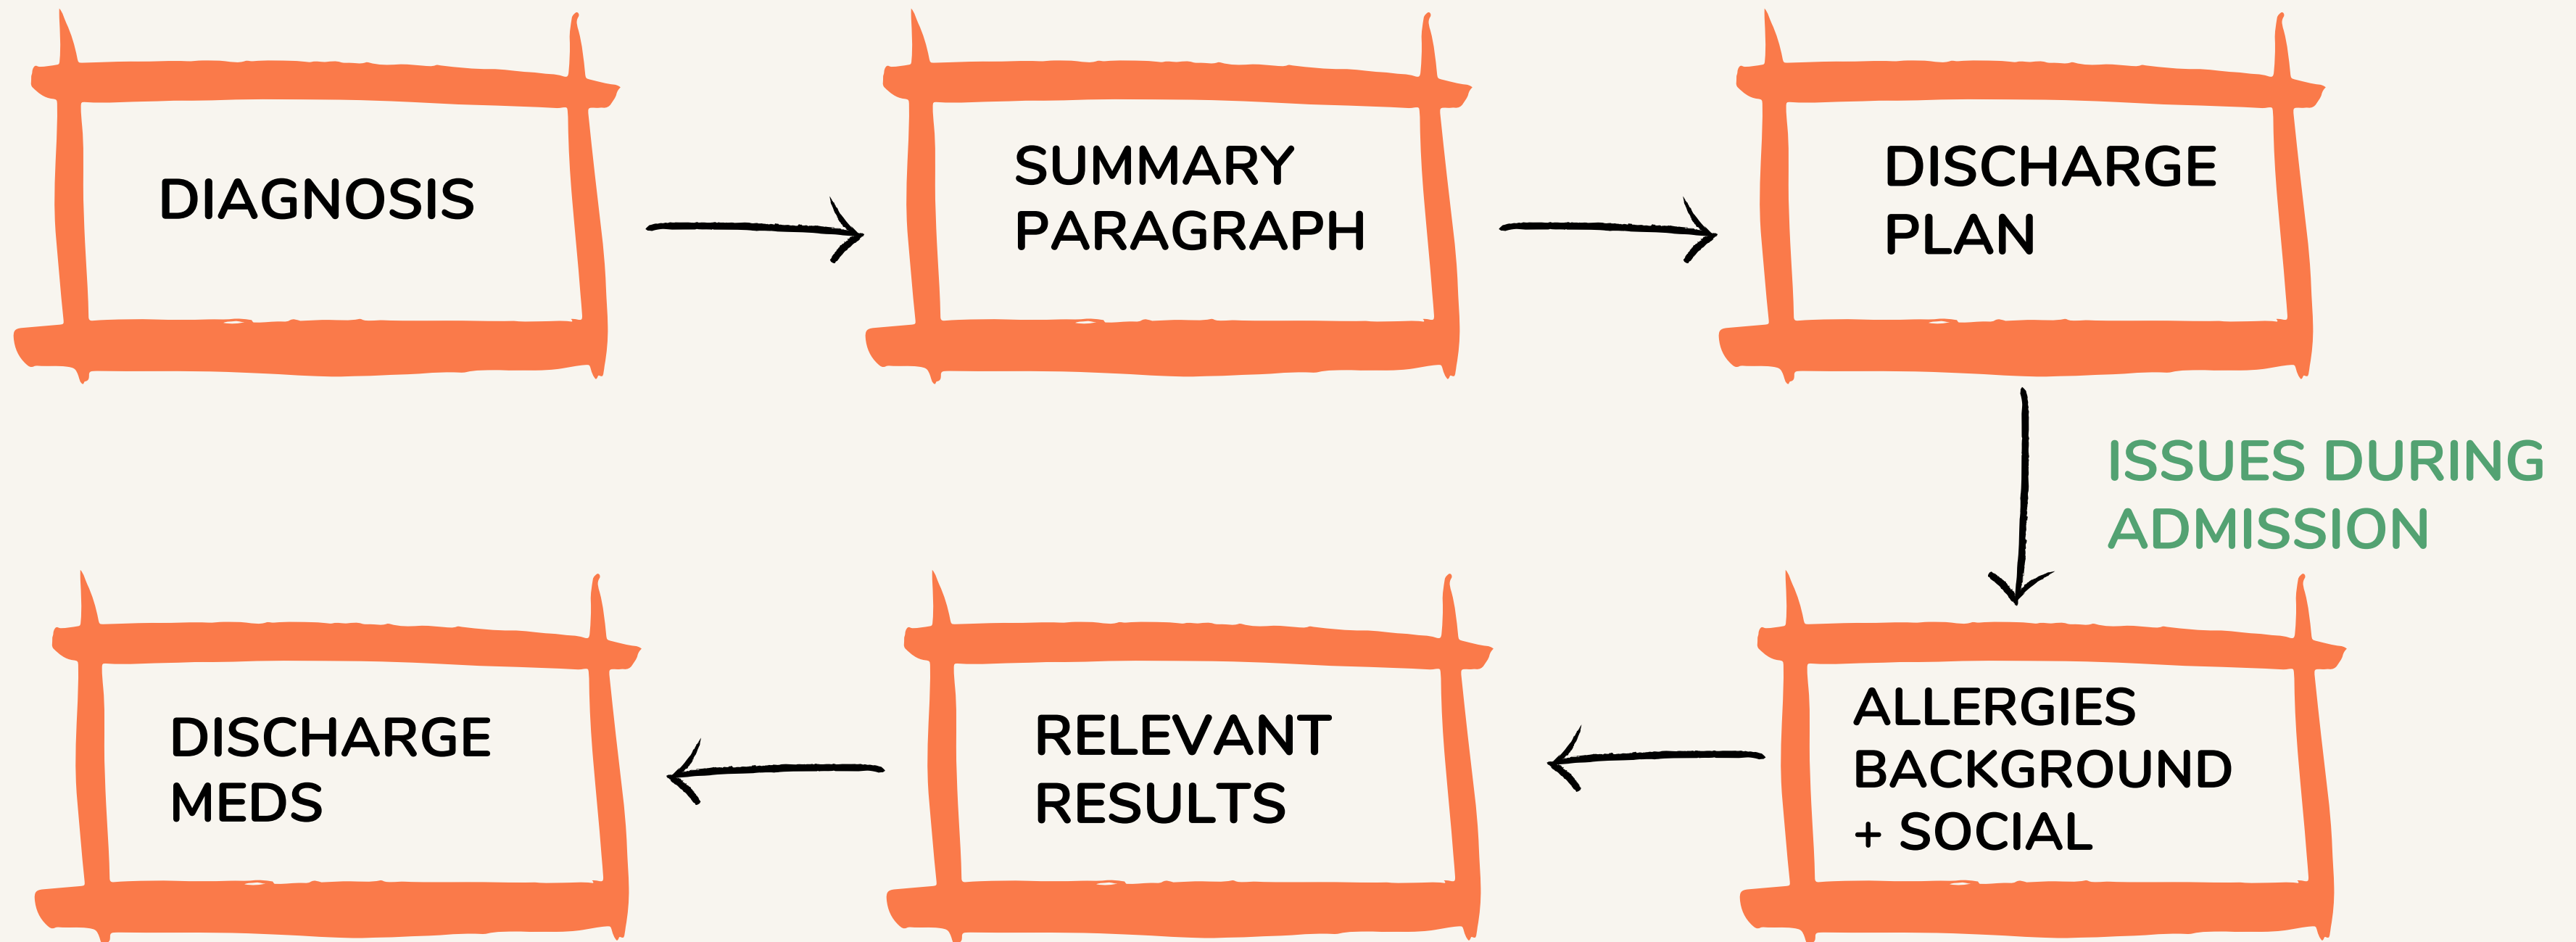 DIAGNOSIS
SUMMARY
PARAGRAPH
DISCHARGE
PLAN
ISSUES DURING
ADMISSION
ALLERGIES
BACKGROUND
+ SOCIAL
RELEVANT
RESULTS
DISCHARGE
MEDS